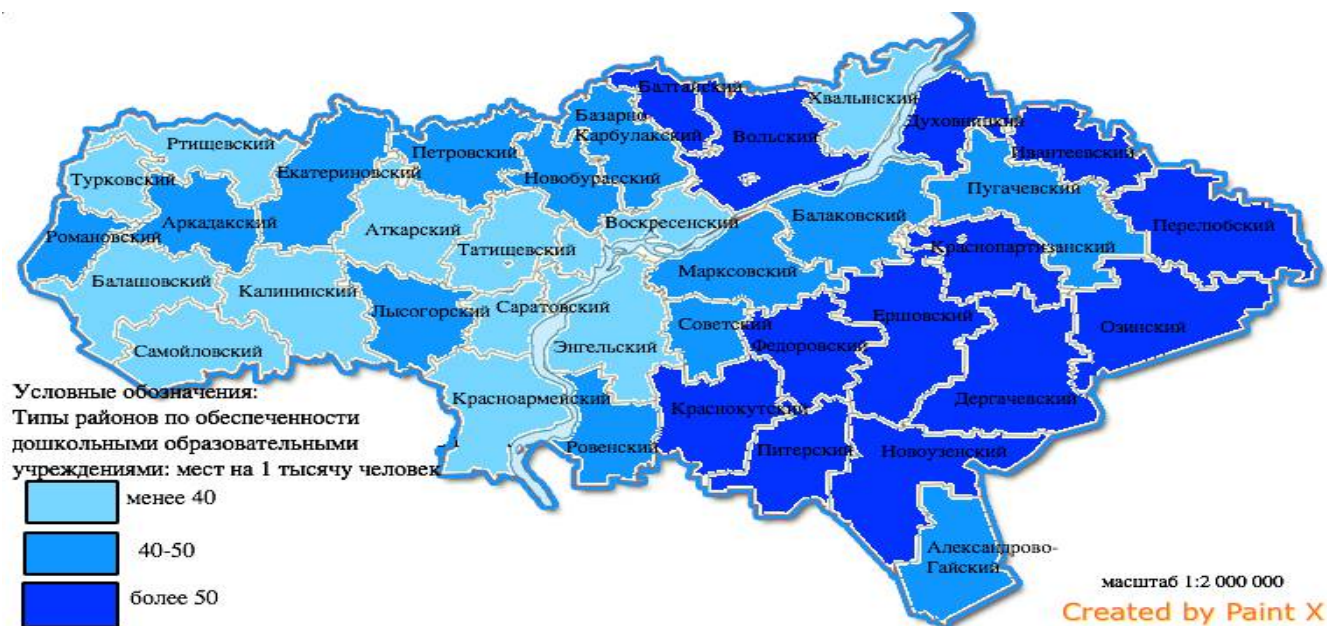 Балтайский
Хвалынский
Базарно
Карбулакский
Вольский
Духовницкий
Ивантеевский
Ртищевский
Петровский
Екатериновский
Новобураесский
Турковский
Пугачевский
Аркадакский
Воскресенский
Балаковский
Перелюбский
Романовский
Аткарский
Татищевский
Краснопартизанский
Балашовский
Калининский
Марксовский
Лысогорский
Саратовский
Советский
Ершовский
Озинский
Самойловский
Энгельский
Федоровский
Красноармейский
Краснокутский
Дергачевский
Ровенский
Питерский
Новоузенский
Александрово-
Гайский
Условные обозначения:
Типы районов по обеспеченности
дошкольными образовательными
учреждениями: мест на 1 тысячу человек
менее 40
40-50
более 50
масштаб 1:2 000 000
Created by Paint X